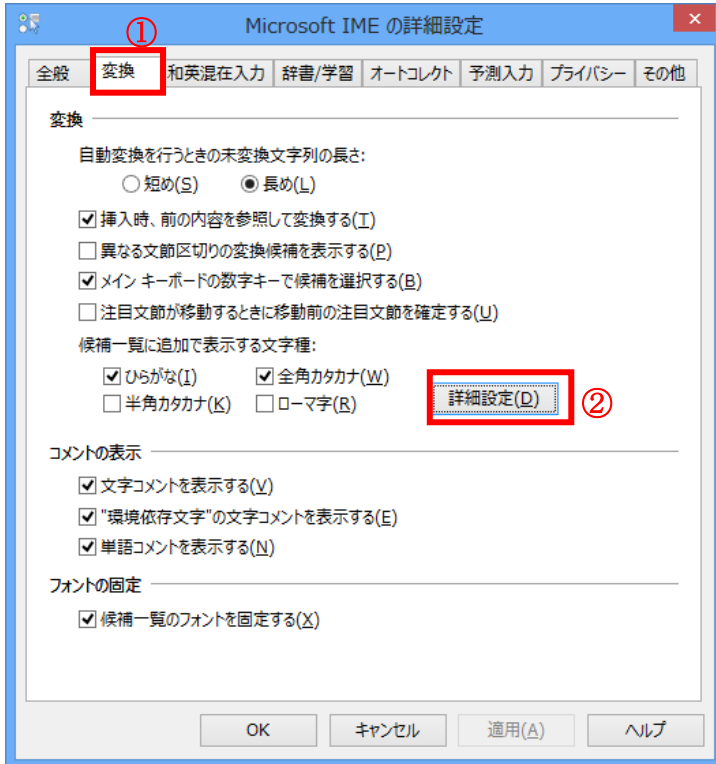 Microsoft IME の詳細設定
①
全般 変換 和英混在入力 辞書/学習 オートコレクト 予測入力 プライバシー その他
変換
自動変換を行うときの未変換文字列の長さ:
短め(S) 長め(L)
挿入時、前の内容を参照して変換する(T)
異なる文節区切りの変換候補を表示する(P)
メイン キーボードの数字キーで候補を選択する(B)
注目文節が移動するときに移動前の注目文節を確定する(U)
候補一覧に追加で表示する文字種:
ひらがな(I) 全角カタカナ(W)
半角カタカナ(K) ローマ字(R) 詳細設定(D) ②
コメントの表示
文字コメントを表示する(V)
"環境依存文字"の文字コメントを表示する(E)
単語コメントを表示する(N)
フォントの固定
候補一覧のフォントを固定する(X)
OK キャンセル 適用(A) ヘルプ